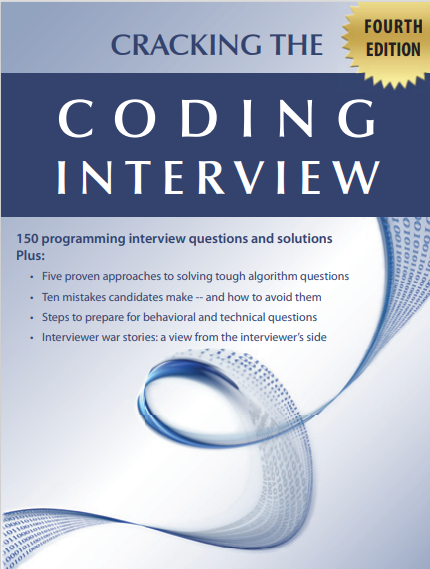 CRACKING THE
FOURTH
EDITION
CODING
INTERVIEW
150 programming interview questions and solutions
Plus:
• Five proven approaches to solving tough algorithm questions
• Ten mistakes candidates make -- and how to avoid them
• Steps to prepare for behavioral and technical questions
• Interviewer war stories: a view from the interviewer's side